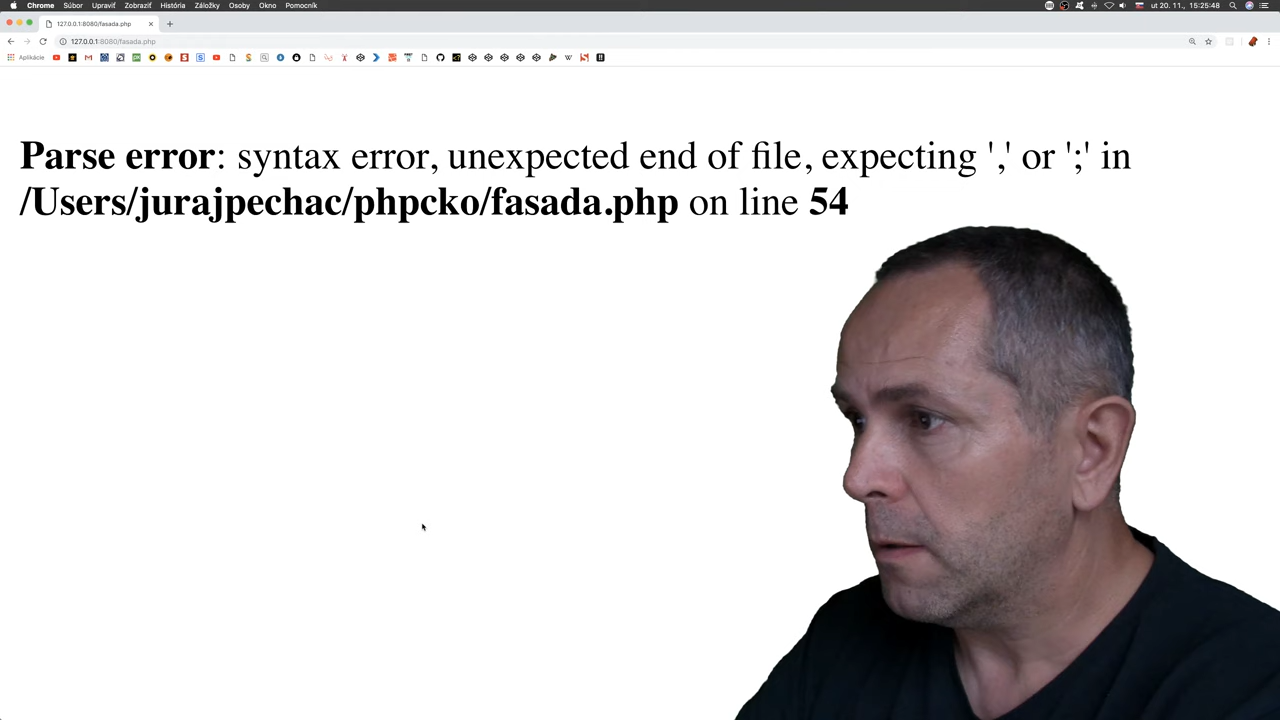 Chrome Súbor Upraviť Zobraziť História Záložky Osoby Okno Pomocník
ut 20. 11., 15:25:48
127.0.0.1:8080/fasada.php
127.0.0.1:8080/fasada.php
Aplikácie
Parse error: syntax error, unexpected end of file, expecting ',' or ';' in
/Users/jurajpechac/phpcko/fasada.php on line 54